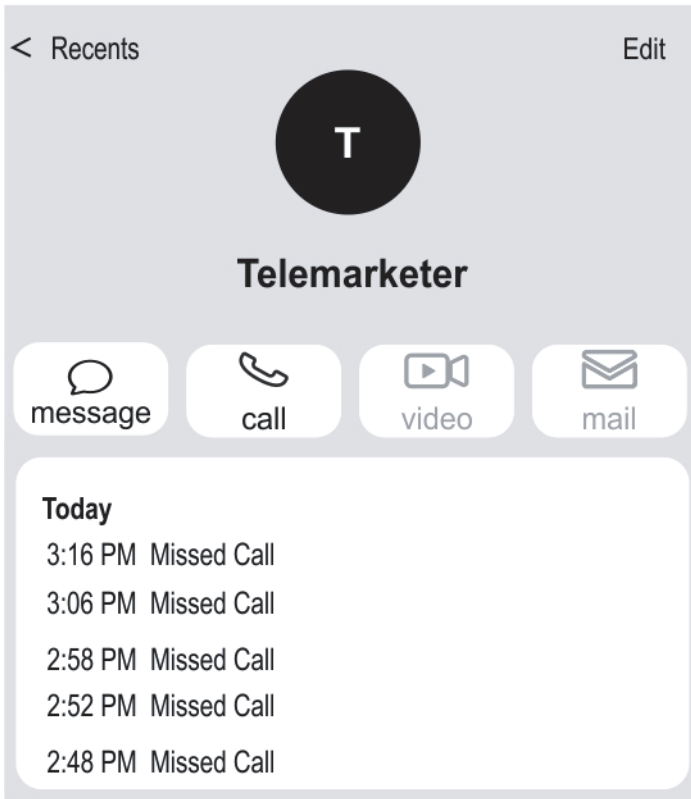 < Recents Edit
T
Telemarketer
message call video mail
Today
3:16 PM Missed Call
3:06 PM Missed Call
2:58 PM Missed Call
2:52 PM Missed Call
2:48 PM Missed Call